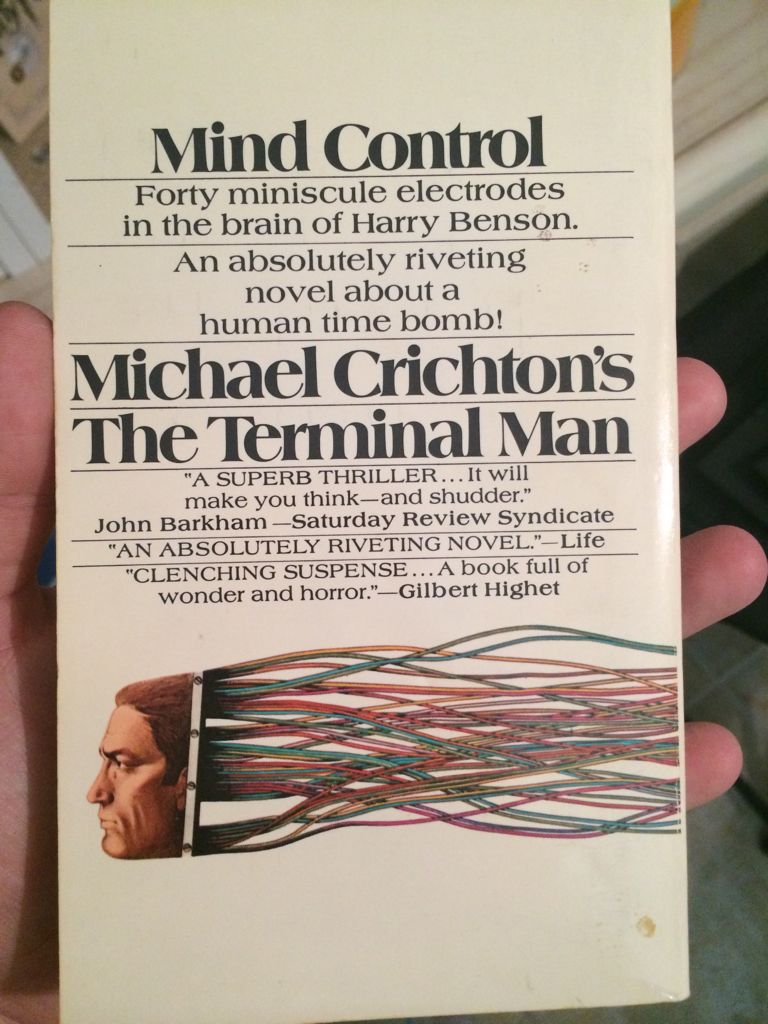 Mind Control
Forty miniscule electrodes
in the brain of Harry Benson.
An absolutely riveting
novel about a
human time bomb!
Michael Crichton's
The Terminal Man
"A SUPERB THRILLER...It will
make you think—and shudder."
John Barkham—Saturday Review Syndicate
"AN ABSOLUTELY RIVETING NOVEL."—Life
"CLENCHING SUSPENSE...A book full of
wonder and horror."—Gilbert Highet